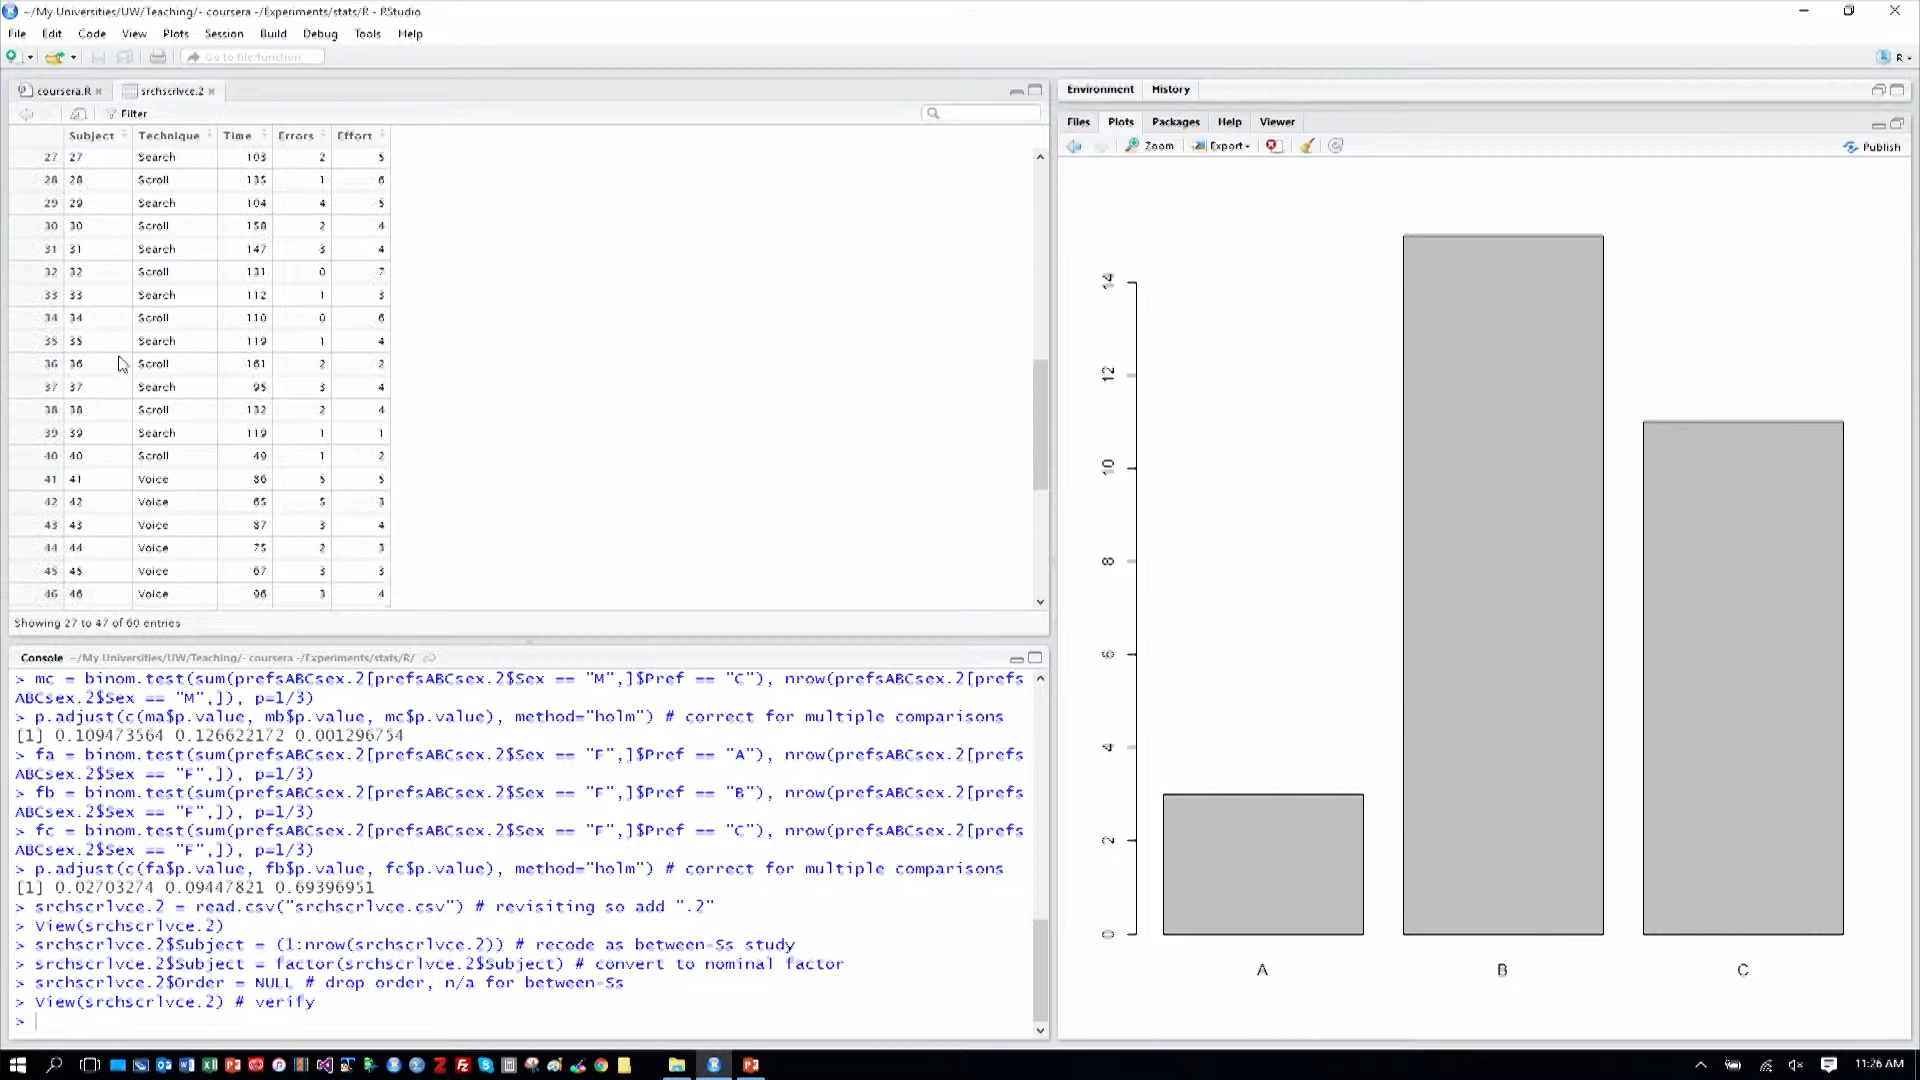 ~/My Universities/UW/Teaching/- coursera -/Experiments/stats/R - RStudio
File Edit Code View Plots Session Build Debug Tools Help
Go to file/function
R
coursera.R srchscrlvce.2
Filter
Subject Technique Time Errors Effort
27 27 Search 103 2 5
28 28 Scroll 135 1 6
29 29 Search 104 4 5
30 30 Scroll 158 2 4
31 31 Search 147 3 4
32 32 Scroll 131 0 7
33 33 Search 112 1 3
34 34 Scroll 110 0 6
35 35 Search 119 1 4
36 36 Scroll 161 2 2
37 37 Search 95 3 4
38 38 Scroll 132 2 4
39 39 Search 119 1 1
40 40 Scroll 49 1 2
41 41 Voice 86 5 5
42 42 Voice 65 5 3
43 43 Voice 87 3 4
44 44 Voice 75 2 3
45 45 Voice 67 3 3
46 46 Voice 96 3 4
Showing 27 to 47 of 60 entries
Console ~/My Universities/UW/Teaching/- coursera -/Experiments/stats/R/
> mc = binom.test(sum(prefsABCsex.2[prefsABCsex.2$Sex == "M",]$Pref == "C"), nrow(prefsABCsex.2[prefs
ABCsex.2$Sex == "M",]), p=1/3)
> p.adjust(c(ma$p.value, mb$p.value, mc$p.value), method="holm") # correct for multiple comparisons
[1] 0.109473564 0.126622172 0.001296754
> fa = binom.test(sum(prefsABCsex.2[prefsABCsex.2$Sex == "F",]$Pref == "A"), nrow(prefsABCsex.2[prefs
ABCsex.2$Sex == "F",]), p=1/3)
> fb = binom.test(sum(prefsABCsex.2[prefsABCsex.2$Sex == "F",]$Pref == "B"), nrow(prefsABCsex.2[prefs
ABCsex.2$Sex == "F",]), p=1/3)
> fc = binom.test(sum(prefsABCsex.2[prefsABCsex.2$Sex == "F",]$Pref == "C"), nrow(prefsABCsex.2[prefs
ABCsex.2$Sex == "F",]), p=1/3)
> p.adjust(c(fa$p.value, fb$p.value, fc$p.value), method="holm") # correct for multiple comparisons
[1] 0.02703274 0.09447821 0.69396951
> srchscrlvce.2 = read.csv("srchscrlvce.csv") # revisiting so add ".2"
> View(srchscrlvce.2)
> srchscrlvce.2$Subject = (1:nrow(srchscrlvce.2)) # recode as between-Ss study
> srchscrlvce.2$Subject = factor(srchscrlvce.2$Subject) # convert to nominal factor
> srchscrlvce.2$Order = NULL # drop order, n/a for between-Ss
> View(srchscrlvce.2) # verify
>
Environment History
Files Plots Packages Help Viewer
Zoom Export Publish
14
12
10
8
6
4
2
0
A B C
11:26 AM